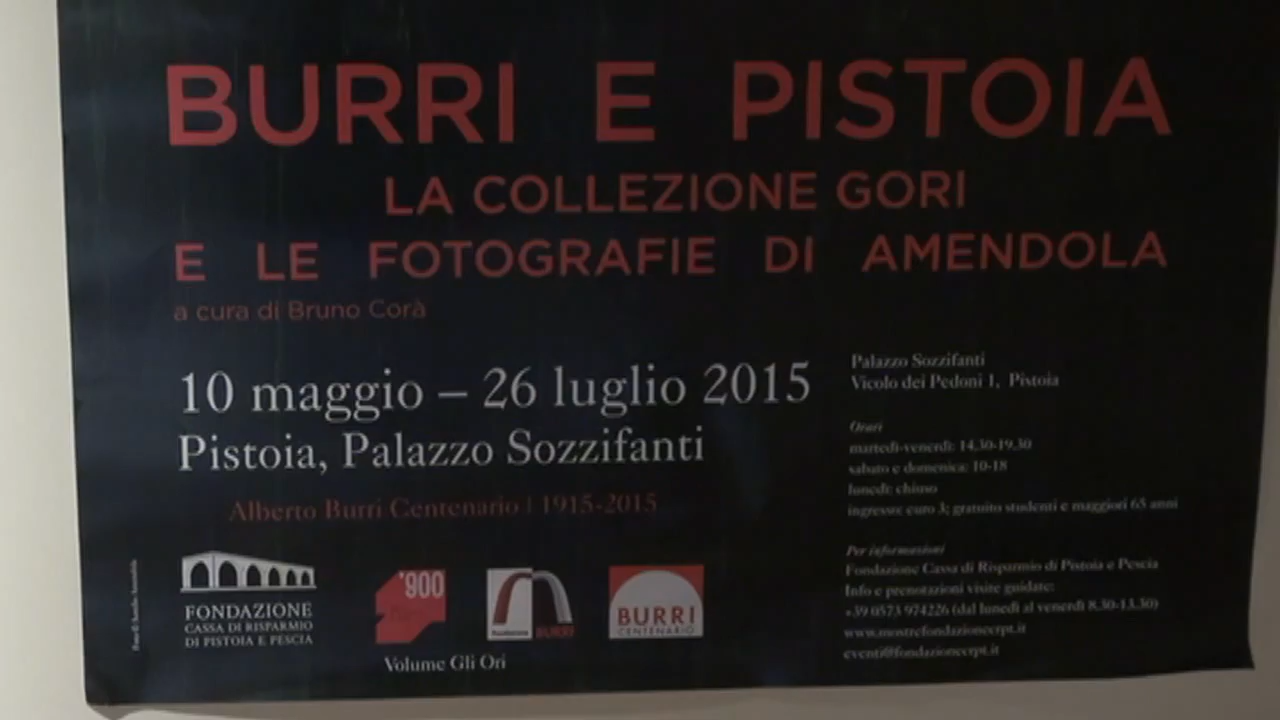 BURRI E PISTOIA
LA COLLEZIONE GORI
E LE FOTOGRAFIE DI AMENDOLA
a cura di Bruno Corà
10 maggio – 26 luglio 2015
Pistoia, Palazzo Sozzifanti
Alberto Burri Centenario | 1915-2015
Palazzo Sozzifanti
Vicolo dei Pedoni 1, Pistoia
Orari
martedì-venerdì: 14.30-19.30
sabato e domenica: 10-18
lunedì: chiuso
ingresso: euro 3; gratuito studenti e maggiori 65 anni
Per informazioni
Fondazione Cassa di Risparmio di Pistoia e Pescia
Info e prenotazioni visite guidate:
+39 0573 974226 (dal lunedì al venerdì 8.30-13.30)
www.mostrefondazionecrpt.it
eventi@fondazionecrpt.it
FONDAZIONE
CASSA DI RISPARMIO
DI PISTOIA E PESCIA
'900
BURRI
BURRI
CENTENARIO
Volume Gli Ori